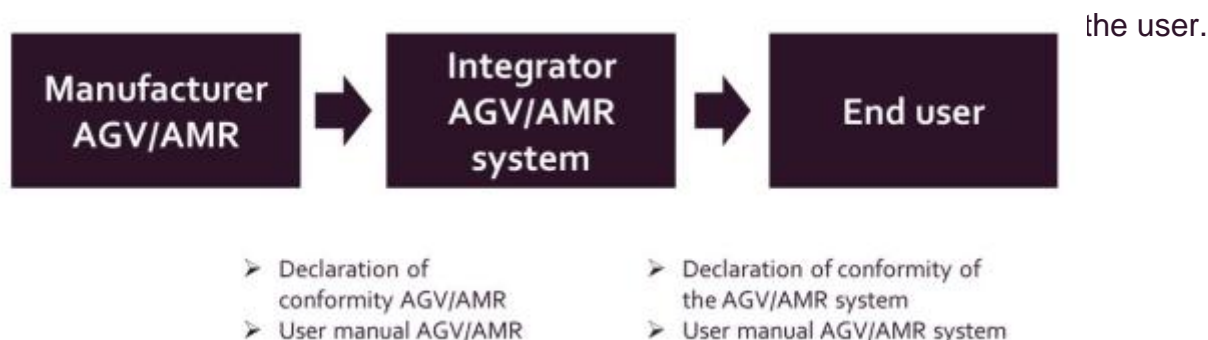 the user.
Manufacturer
AGV/AMR
Integrator
AGV/AMR
system
End user
➢ Declaration of
conformity AGV/AMR
➢ User manual AGV/AMR
➢ Declaration of conformity of
the AGV/AMR system
➢ User manual AGV/AMR system